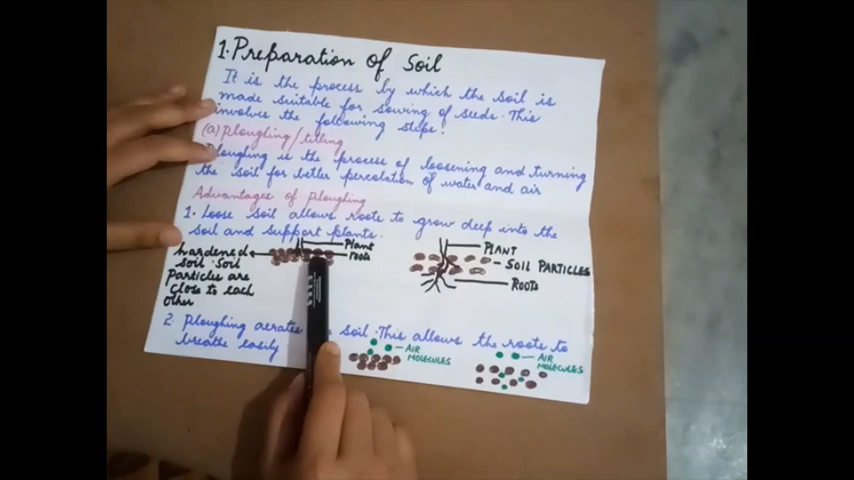 1. Preparation of Soil
It is the process by which the soil is
made suitable for sowing of seeds. This
involves the following steps:
(a) Ploughing/tilling
Ploughing is the process of loosening and turning
the soil for better percolation of water and air
Advantages of ploughing
1. Loose soil allows roots to grow deep into the
soil and support plants.
hardened
soil. Soil
particles are
close to each
other
Plant
roots
PLANT
SOIL PARTICLES
ROOTS
2. Ploughing aerates soil. This allows the roots to
breathe easily
AIR
MOLECULES
AIR
MOLECULES